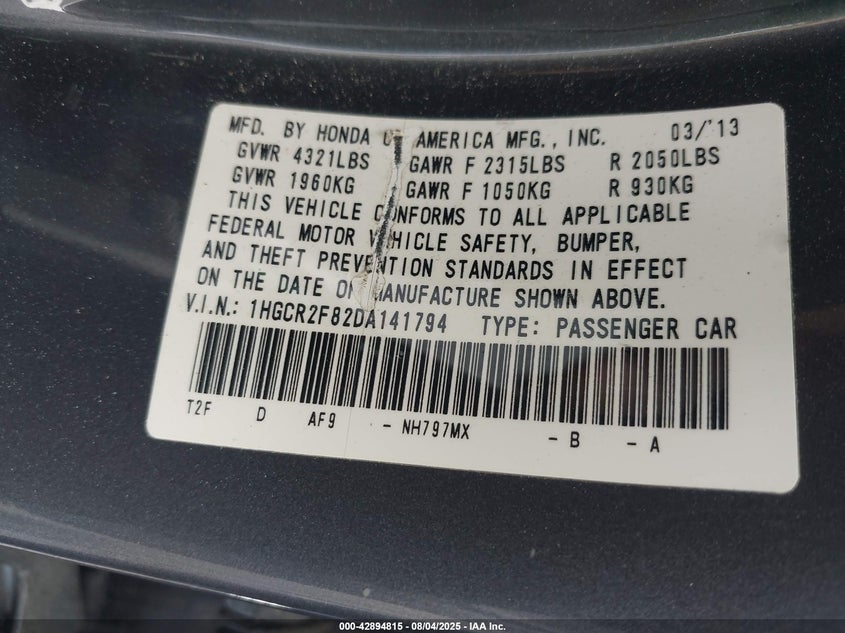 MFD. BY HONDA OF AMERICA MFG., INC. 03/'13
GVWR 4321LBS GAWR F 2315LBS R 2050LBS
GVWR 1960KG GAWR F 1050KG R 930KG
THIS VEHICLE CONFORMS TO ALL APPLICABLE
FEDERAL MOTOR VEHICLE SAFETY, BUMPER,
AND THEFT PREVENTION STANDARDS IN EFFECT
ON THE DATE OF MANUFACTURE SHOWN ABOVE.
V.I.N.: 1HGCR2F82DA141794 TYPE: PASSENGER CAR
T2F D AF9 - NH797MX - B - A
000-42894815 - 08/04/2025 - IAA Inc.